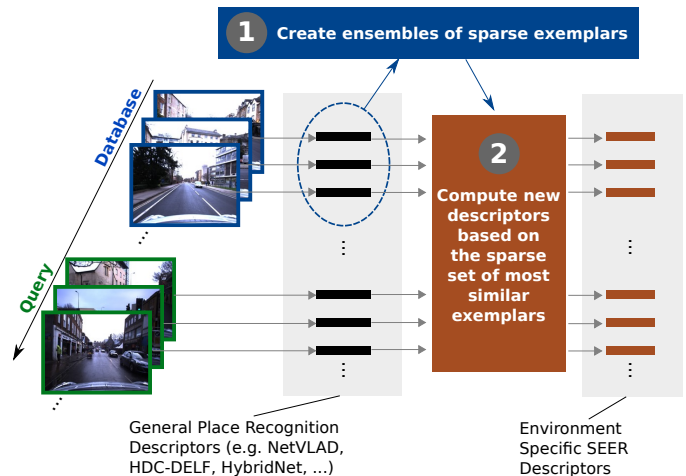 1 Create ensembles of sparse exemplars
Database
2
Compute new
descriptors
based on
the sparse
set of most
similar
exemplars
Query
General Place Recognition
Descriptors (e.g. NetVLAD,
HDC-DELF, HybridNet, ...)
Environment
Specific SEER
Descriptors